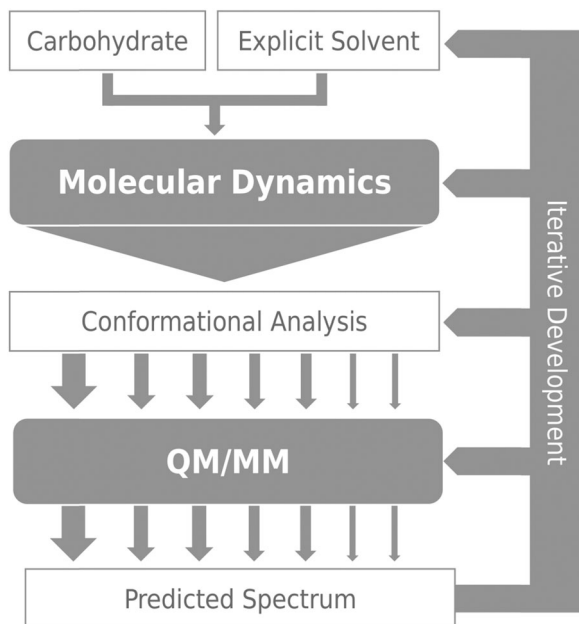 Carbohydrate
Explicit Solvent
Molecular Dynamics
Conformational Analysis
QM/MM
Predicted Spectrum
Iterative Development